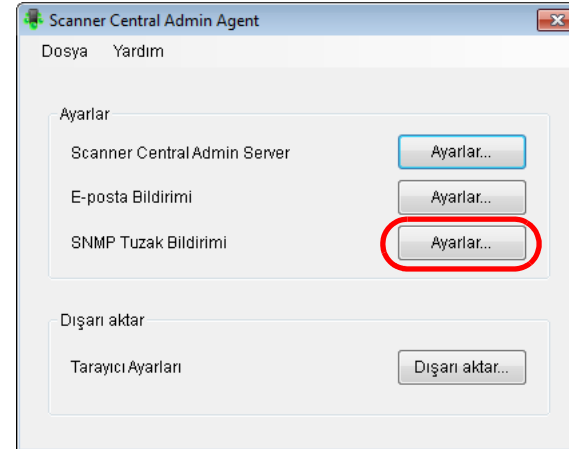 Scanner Central Admin Agent
Dosya Yardım
Ayarlar
Scanner Central Admin Server Ayarlar...
E-posta Bildirimi Ayarlar...
SNMP Tuzak Bildirimi Ayarlar...
Dışarı aktar
Tarayıcı Ayarları Dışarı aktar...